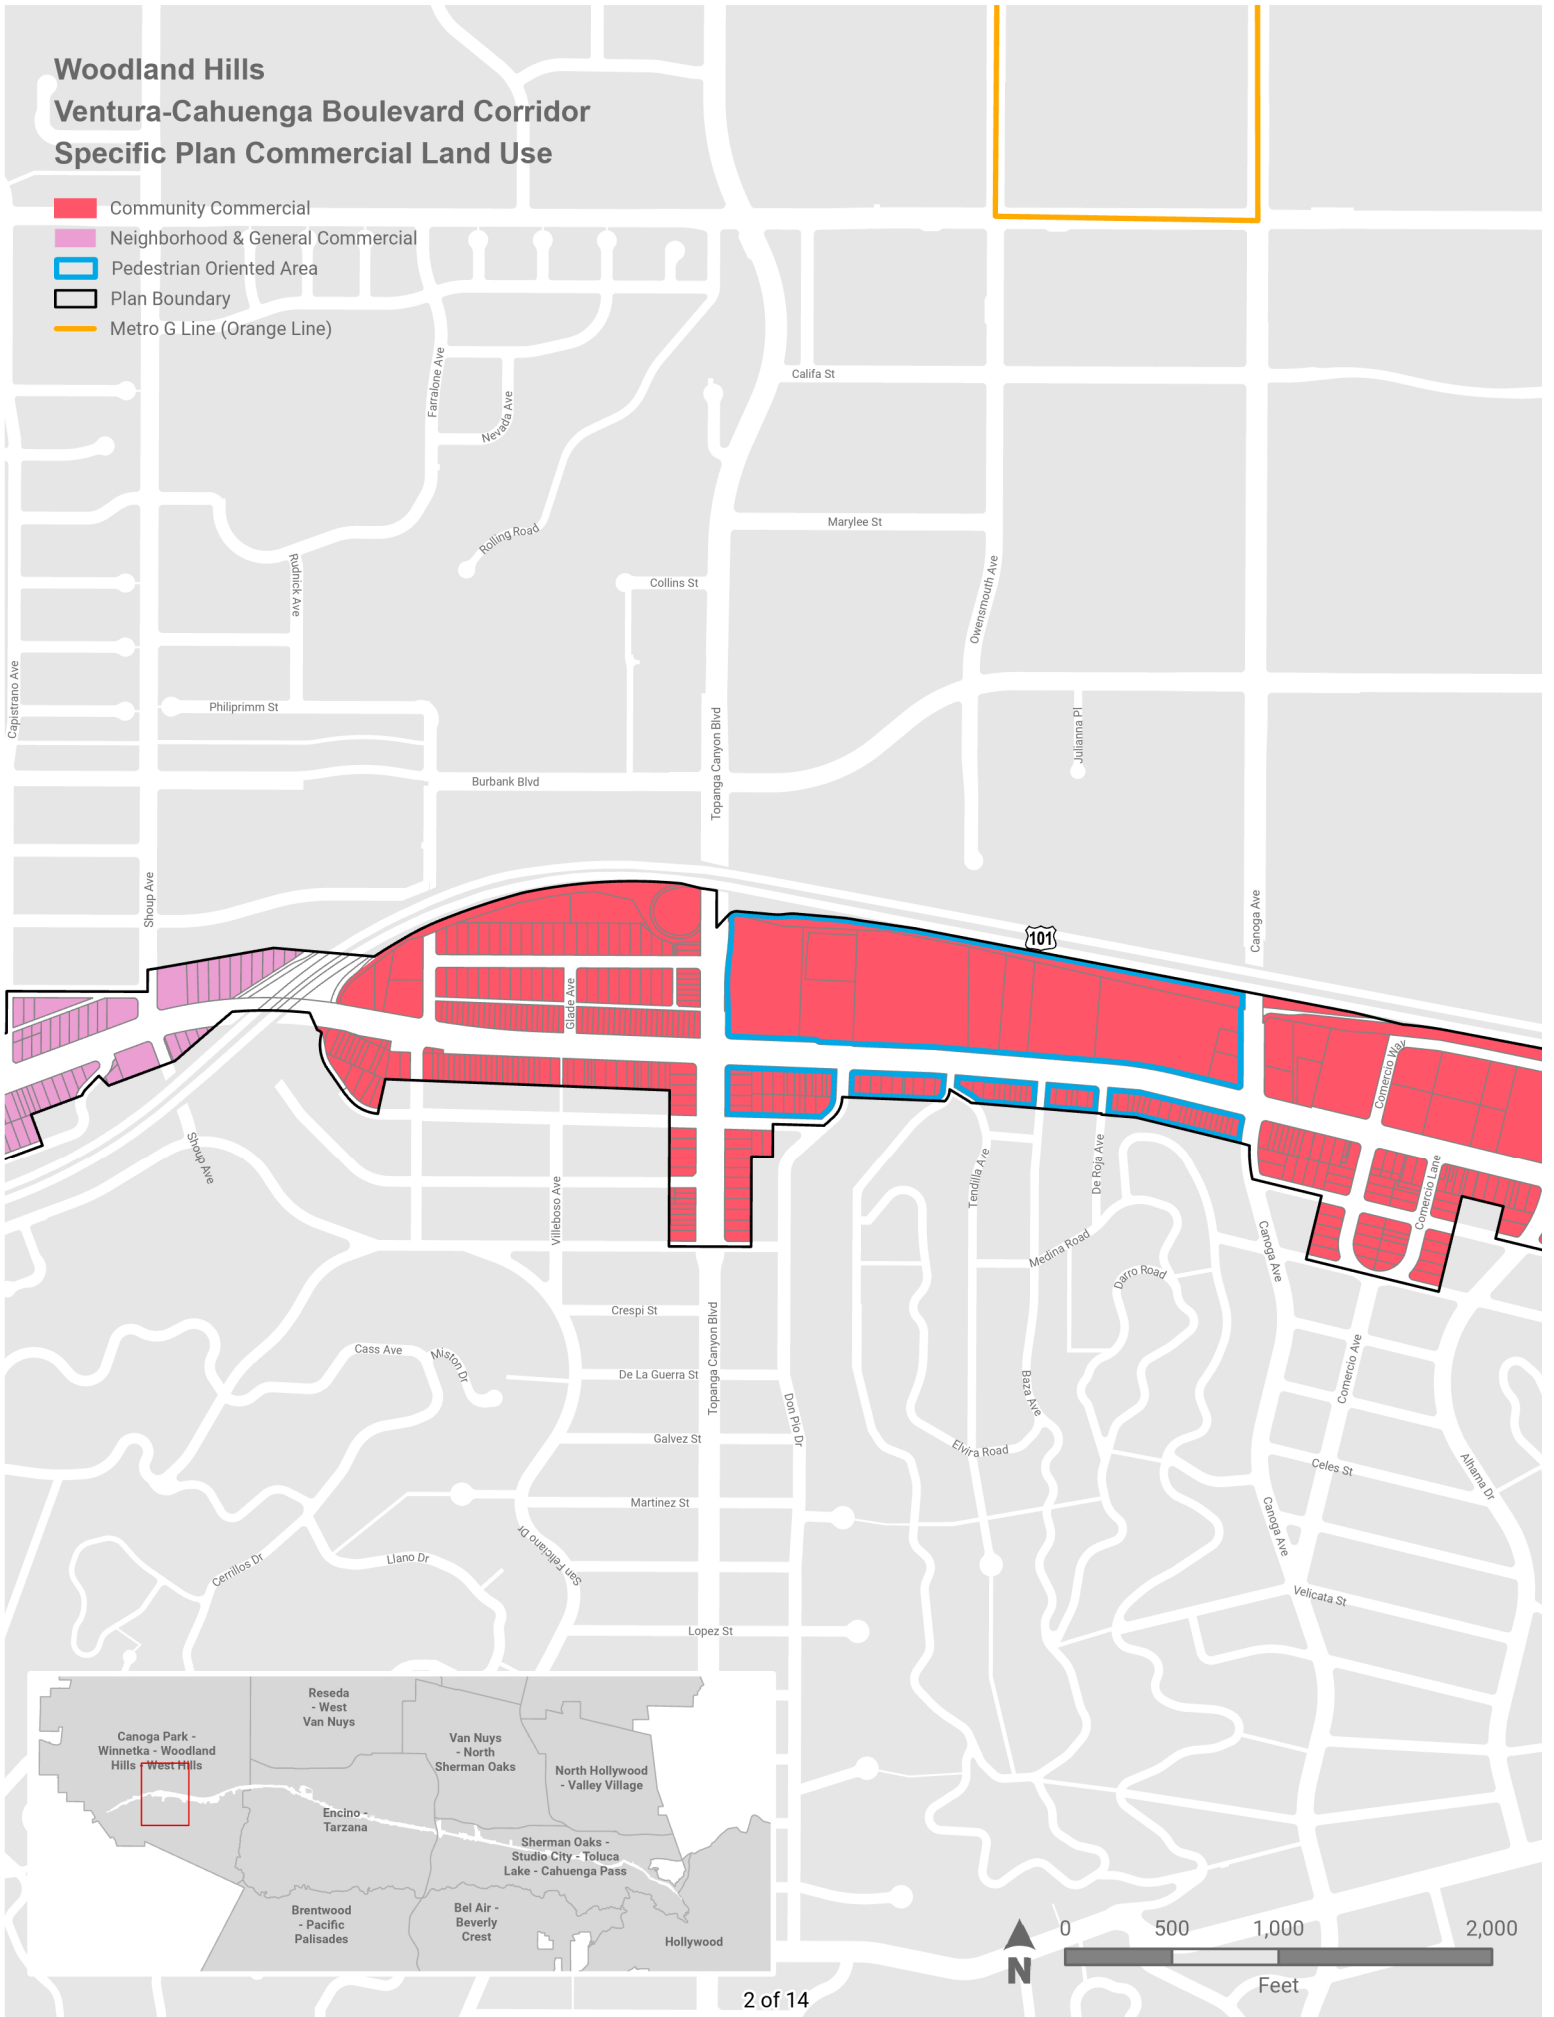 Woodland Hills
Ventura-Cahuenga Boulevard Corridor
Specific Plan Commercial Land Use
Community Commercial
Neighborhood & General Commercial
Pedestrian Oriented Area
Plan Boundary
Metro G Line (Orange Line)
Farralone Ave
Nevada Ave
Califa St
Rolling Road
Marylee St
Rudnick Ave
Collins St
Owensmouth Ave
Capistrano Ave
Philiprimm St
Topanga Canyon Blvd
Julianna Pl
Burbank Blvd
Shoup Ave
Canoga Ave
101
Glade Ave
Comercio Way
Shoup Ave
Villeboso Ave
Tendilla Ave
De Roja Ave
Comercio Lane
Medina Road
Canoga Ave
Darro Road
Crespi St
Topanga Canyon Blvd
Cass Ave
Miston Dr
De La Guerra St
Don Pio Dr
Baza Ave
Comercio Ave
Galvez St
Elvira Road
Celes St
Alhama Dr
Martinez St
Canoga Ave
San Feliciano Dr
Cerrillos Dr
Llano Dr
Velicata St
Lopez St
Reseda
- West
Van Nuys
Canoga Park -
Winnetka - Woodland
Hills - West Hills
Van Nuys
- North
Sherman Oaks
North Hollywood
- Valley Village
Encino -
Tarzana
Sherman Oaks -
Studio City - Toluca
Lake - Cahuenga Pass
Brentwood
- Pacific
Palisades
Bel Air -
Beverly
Crest
Hollywood
N
0 500 1,000 2,000
Feet
2 of 14